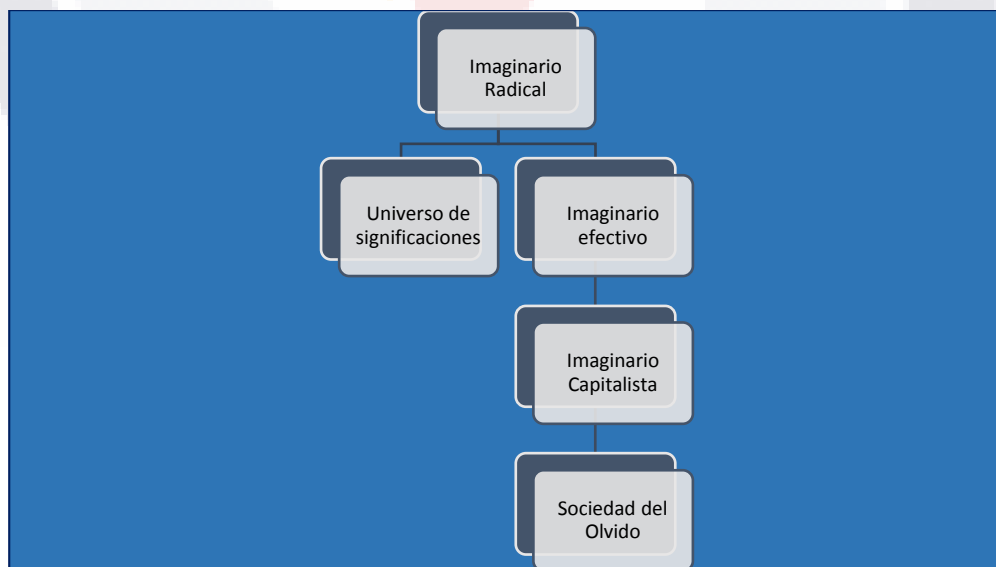 Imaginario
Radical
Universo de
significaciones
Imaginario
efectivo
Imaginario
Capitalista
Sociedad del
Olvido